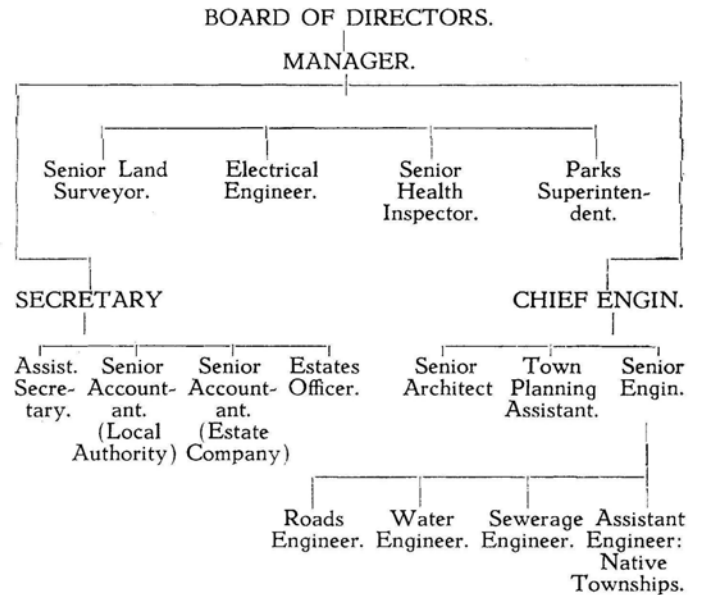 BOARD OF DIRECTORS.
MANAGER.
Senior Land
Surveyor.
Electrical
Engineer.
Senior
Health
Inspector.
Parks
Superinten-
dent.
SECRETARY
CHIEF ENGIN.
Assist.
Secre-
tary.
Senior
Account-
ant.
(Local
Authority)
Senior
Account-
ant.
(Estate
Company)
Estates
Officer.
Senior
Architect
Town
Planning
Assistant.
Senior
Engin.
Roads
Engineer.
Water
Engineer.
Sewerage
Engineer.
Assistant
Engineer:
Native
Townships.